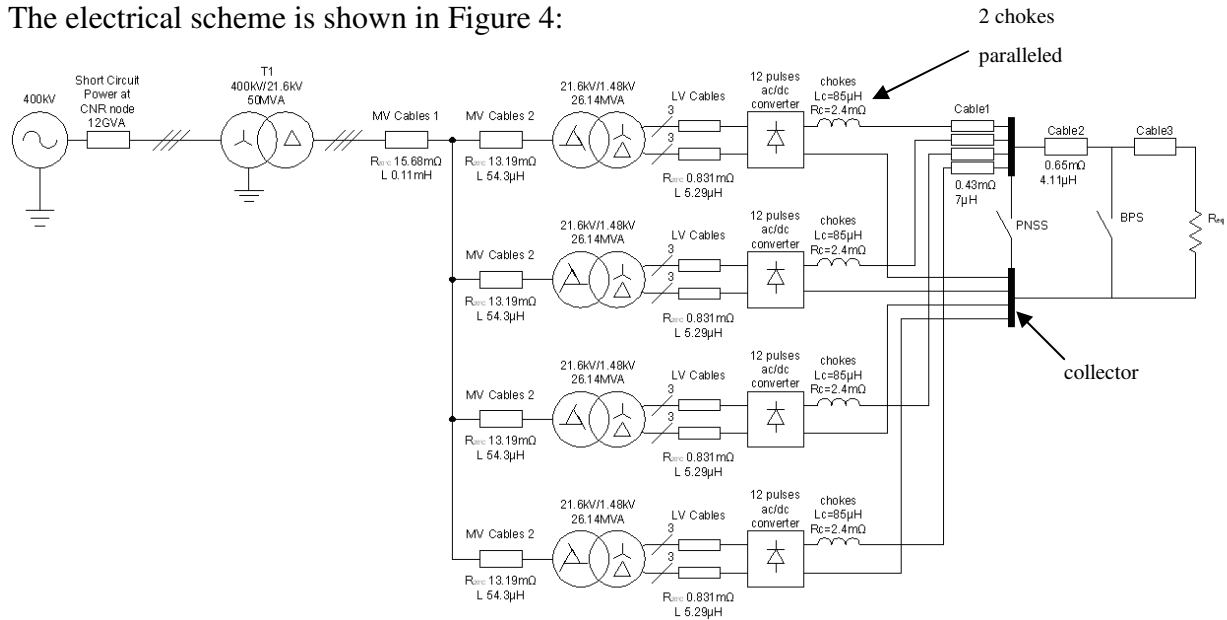 The electrical scheme is shown in Figure 4:
2 chokes
paralleled
400kV
Short Circuit
Power at
CNR node
12GVA
T1
400kV/21.6kV
50MVA
MV Cables 1
R 15.68mΩ
L 0.11mH
MV Cables 2
R 13.19mΩ
L 54.3µH
21.6kV/1.48kV
26.14MVA
3
3
LV Cables
R 0.831mΩ
L 5.29µH
12 pulses
ac/dc
converter
chokes
Lc=85µH
Rc=2.4mΩ
Cable1
0.43mΩ
7µH
Cable2
0.65mΩ
4.11µH
Cable3
PNSS
BPS
Req
MV Cables 2
R 13.19mΩ
L 54.3µH
21.6kV/1.48kV
26.14MVA
3
3
LV Cables
R 0.831mΩ
L 5.29µH
12 pulses
ac/dc
converter
chokes
Lc=85µH
Rc=2.4mΩ
collector
MV Cables 2
R 13.19mΩ
L 54.3µH
21.6kV/1.48kV
26.14MVA
3
3
LV Cables
R 0.831mΩ
L 5.29µH
12 pulses
ac/dc
converter
chokes
Lc=85µH
Rc=2.4mΩ
MV Cables 2
R 13.19mΩ
L 54.3µH
21.6kV/1.48kV
26.14MVA
3
3
LV Cables
R 0.831mΩ
L 5.29µH
12 pulses
ac/dc
converter
chokes
Lc=85µH
Rc=2.4mΩ